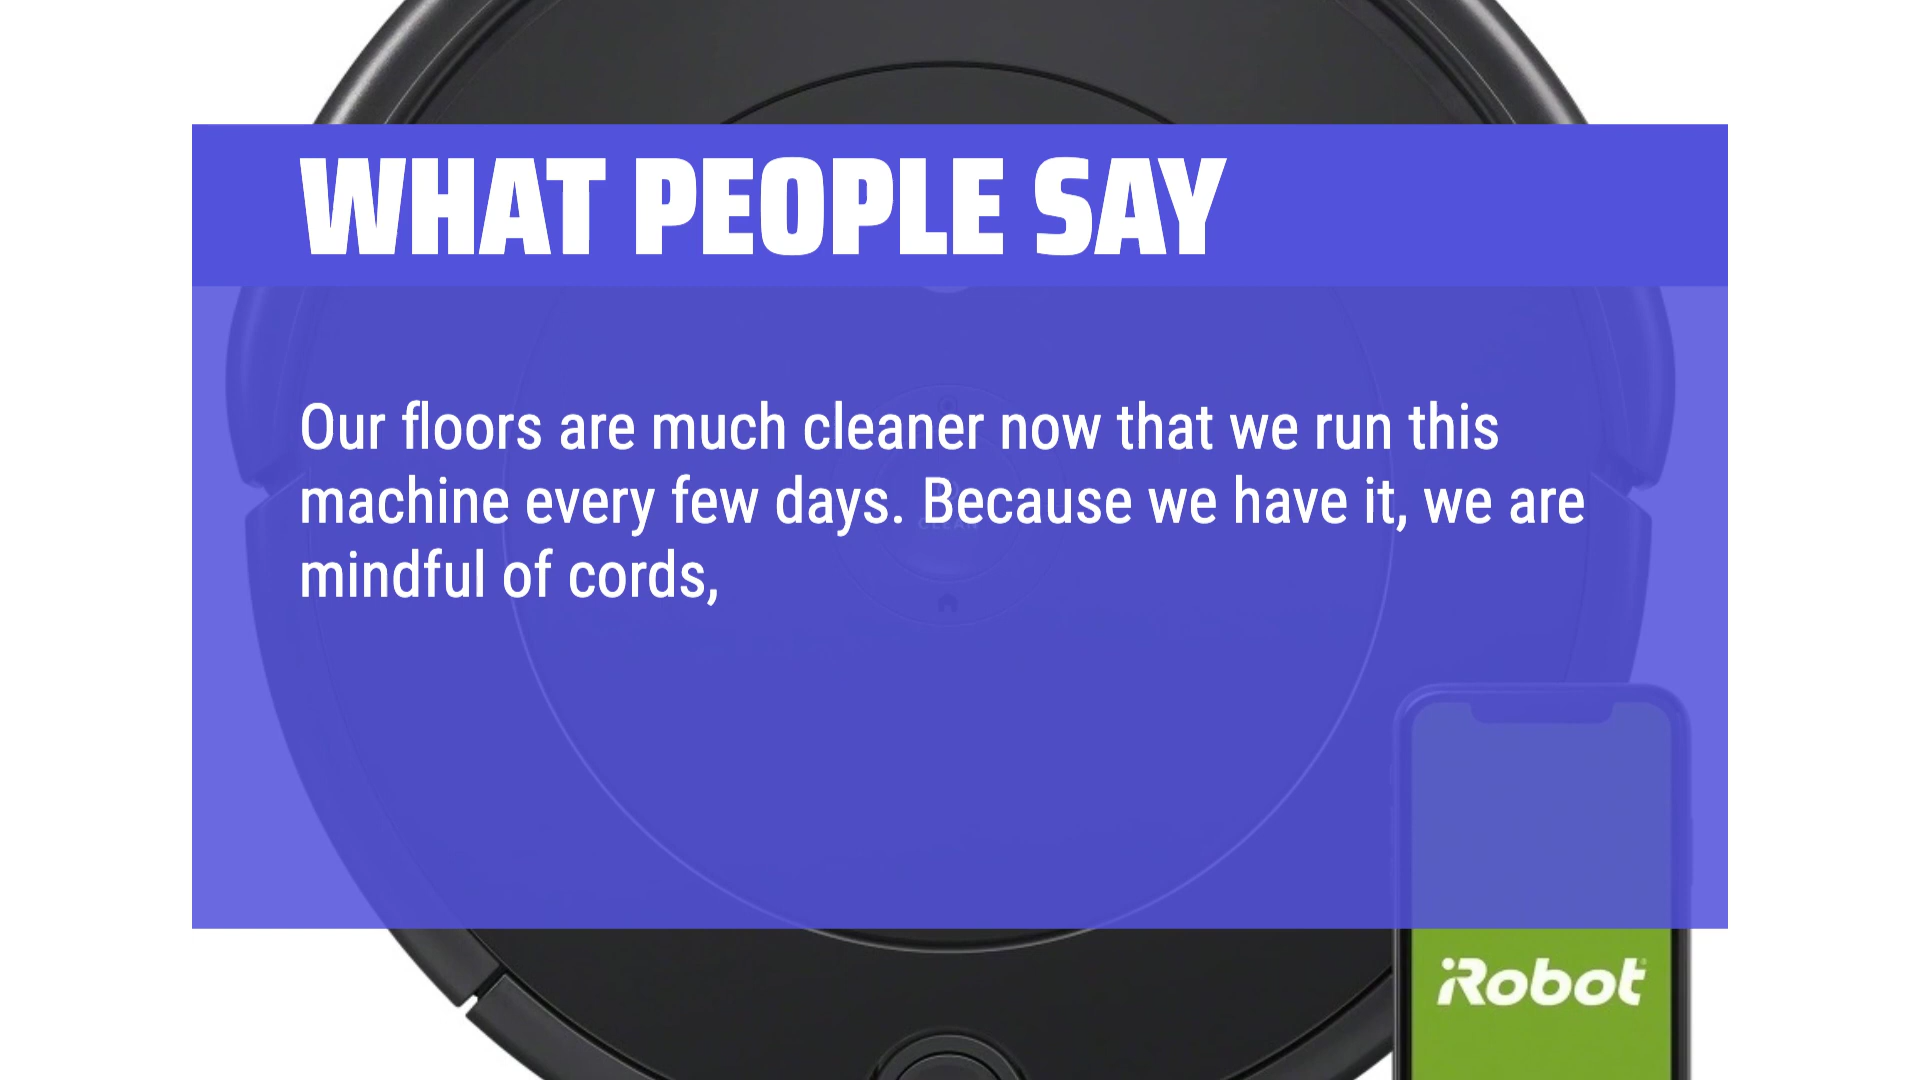 WHAT PEOPLE SAY
Our floors are much cleaner now that we run this
machine every few days. Because we have it, we are
mindful of cords,
CLEAN
iRobot